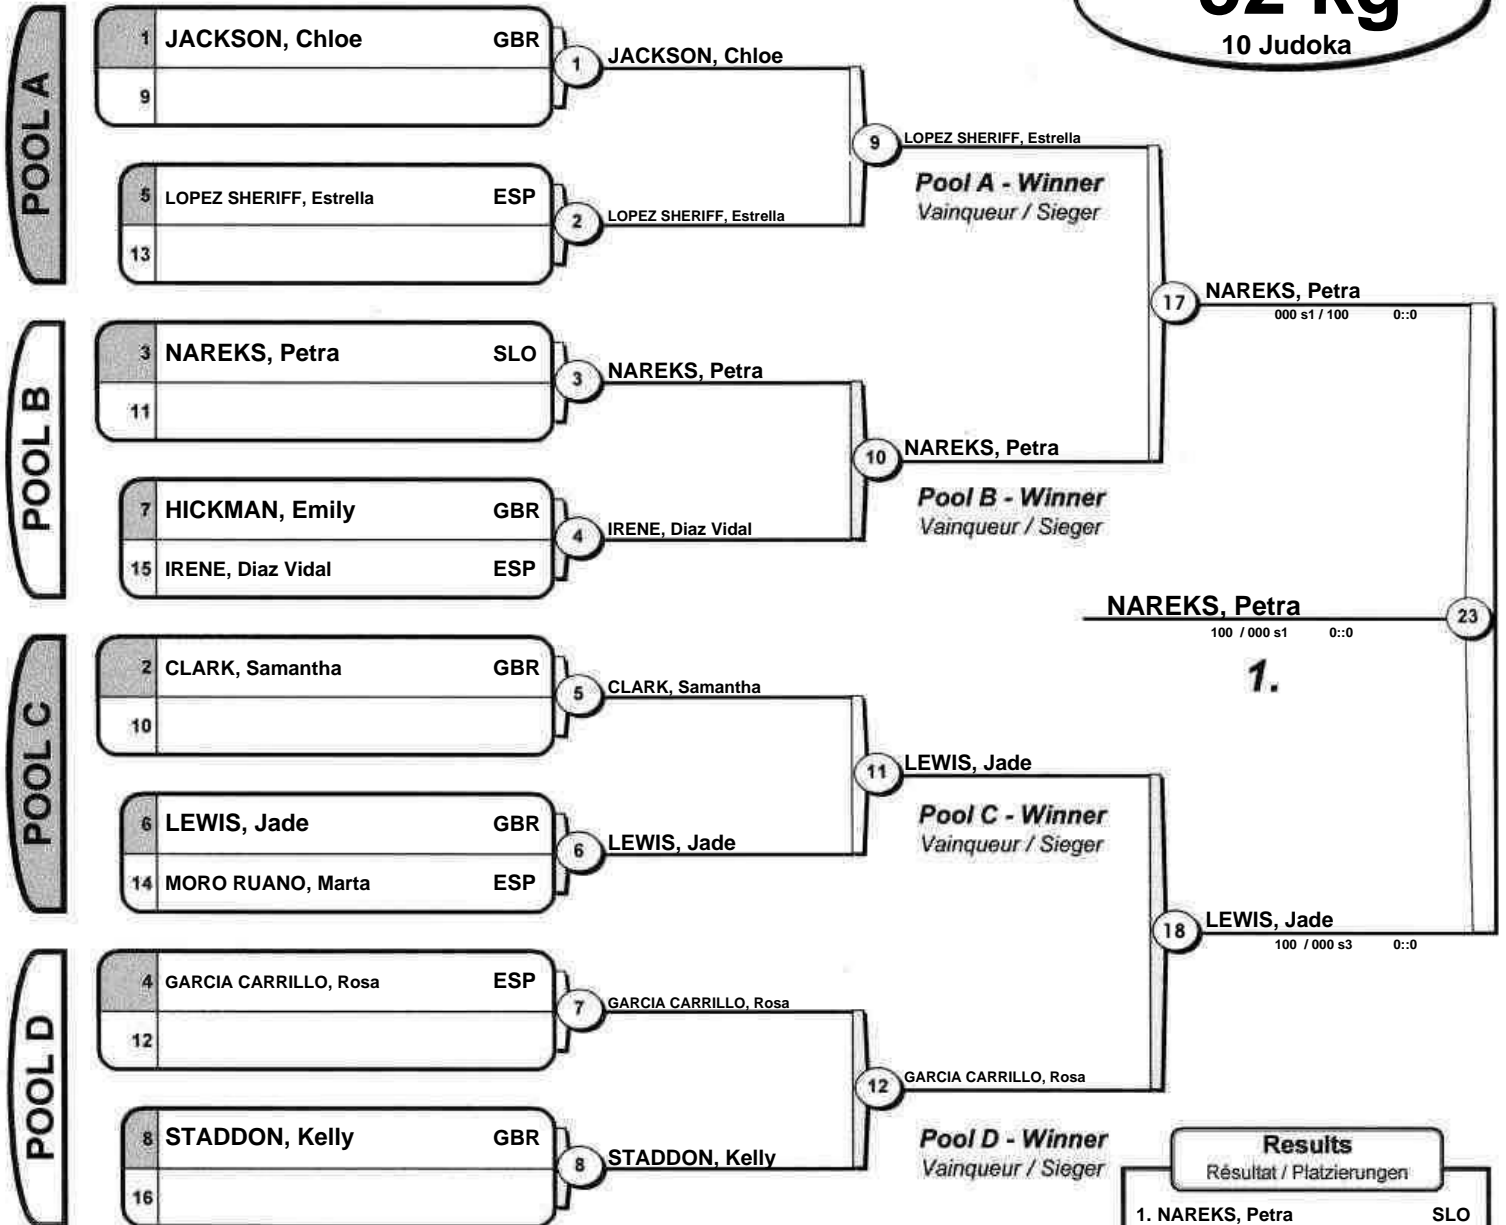 kg
10 Judoka
POOL A
1 JACKSON, Chloe GBR
9
1 JACKSON, Chloe
5 LOPEZ SHERIFF, Estrella ESP
13
2 LOPEZ SHERIFF, Estrella
9 LOPEZ SHERIFF, Estrella
Pool A - Winner
Vainqueur / Sieger
POOL B
3 NAREKS, Petra SLO
11
3 NAREKS, Petra
7 HICKMAN, Emily GBR
15 IRENE, Diaz Vidal ESP
4 IRENE, Diaz Vidal
10 NAREKS, Petra
Pool B - Winner
Vainqueur / Sieger
17 NAREKS, Petra
000 s1 / 100 0::0
POOL C
2 CLARK, Samantha GBR
10
5 CLARK, Samantha
6 LEWIS, Jade GBR
14 MORO RUANO, Marta ESP
6 LEWIS, Jade
11 LEWIS, Jade
Pool C - Winner
Vainqueur / Sieger
POOL D
4 GARCIA CARRILLO, Rosa ESP
12
7 GARCIA CARRILLO, Rosa
8 STADDON, Kelly GBR
16
8 STADDON, Kelly
12 GARCIA CARRILLO, Rosa
Pool D - Winner
Vainqueur / Sieger
18 LEWIS, Jade
100 / 000 s3 0::0
NAREKS, Petra 23
100 / 000 s1 0::0
1.
Results
Résultat / Platzierungen
1. NAREKS, Petra SLO